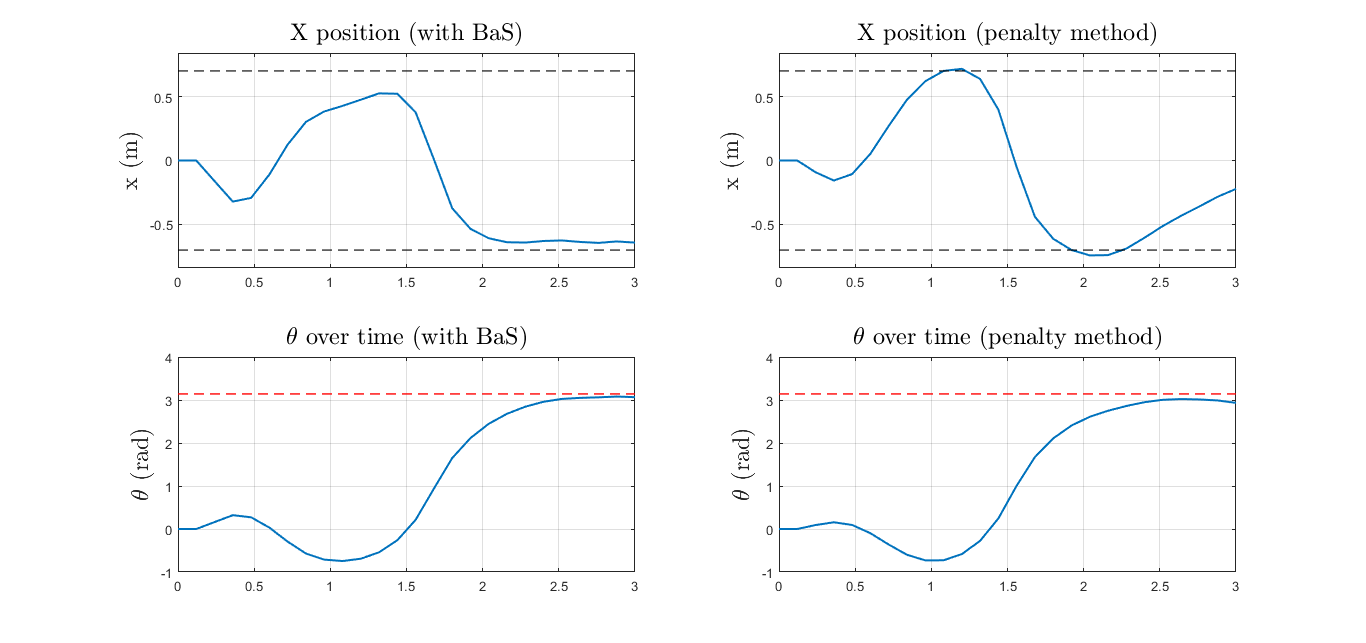 X position (with BaS)
x (m)
0.5
0
-0.5
0 0.5 1 1.5 2 2.5 3
X position (penalty method)
x (m)
0.5
0
-0.5
0 0.5 1 1.5 2 2.5 3
θ over time (with BaS)
θ (rad)
4
3
2
1
0
-1
0 0.5 1 1.5 2 2.5 3
θ over time (penalty method)
θ (rad)
4
3
2
1
0
-1
0 0.5 1 1.5 2 2.5 3